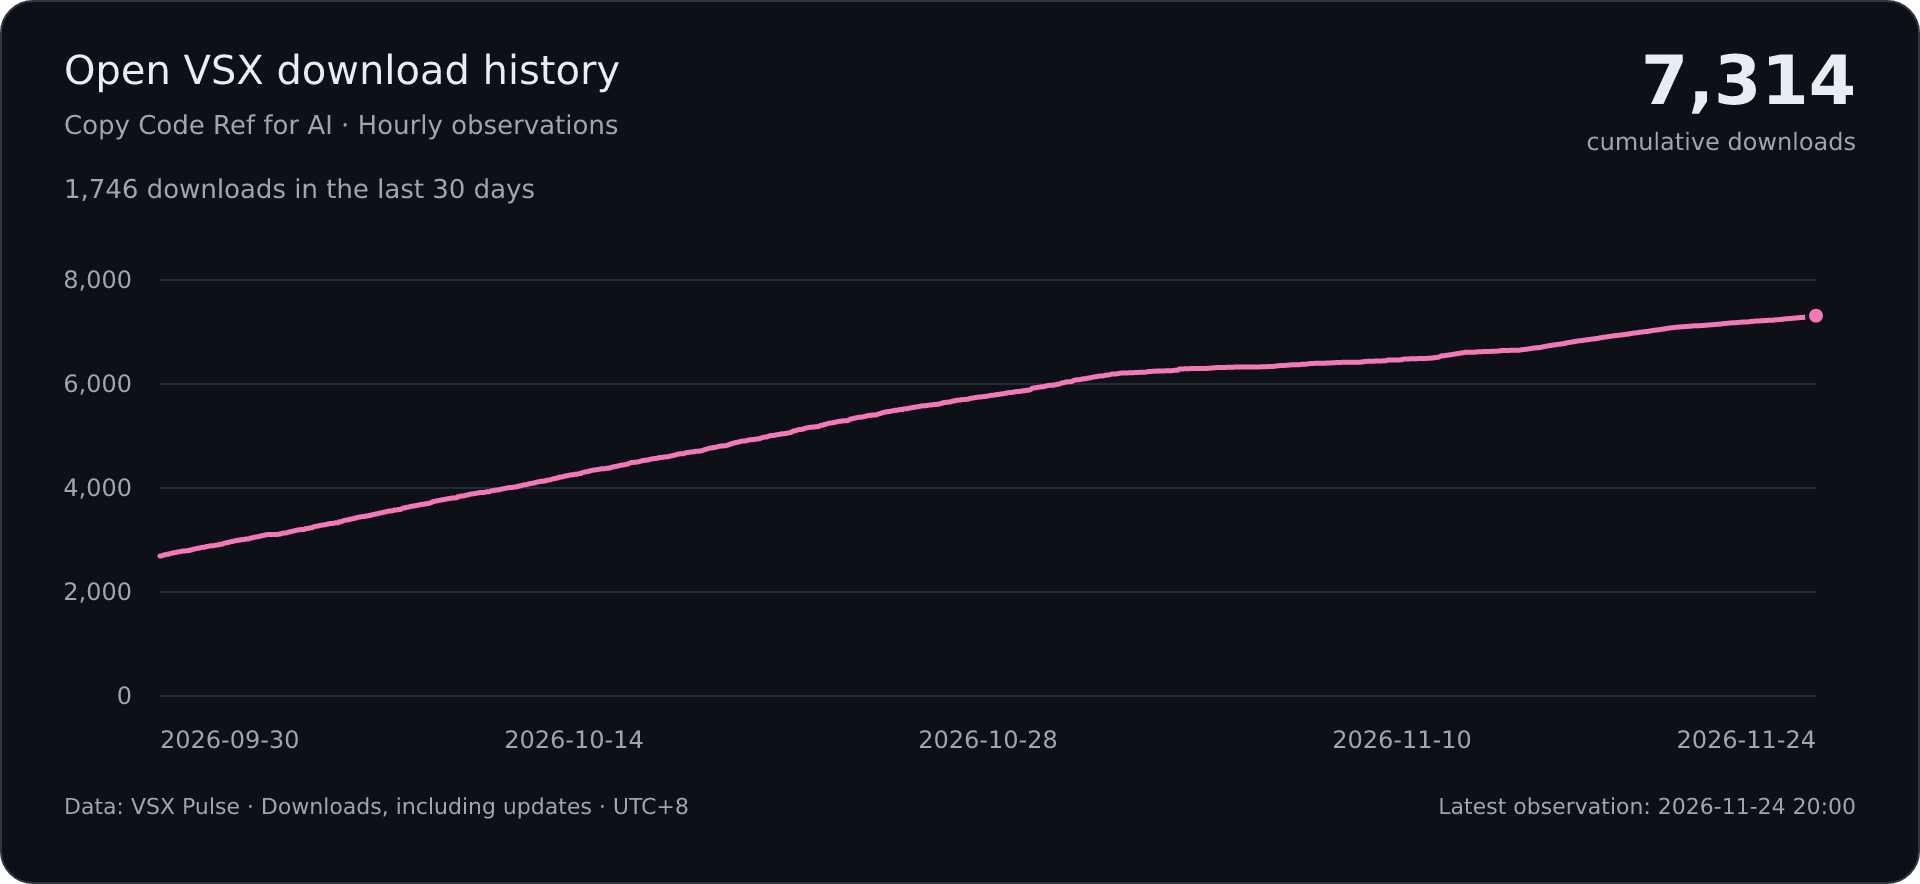 Open VSX download history
Copy Code Ref for AI · Hourly observations
1,746 downloads in the last 30 days
7,314
cumulative downloads
8,000
6,000
4,000
2,000
0
2026-09-30
2026-10-14
2026-10-28
2026-11-10
2026-11-24
Data: VSX Pulse · Downloads, including updates · UTC+8
Latest observation: 2026-11-24 20:00